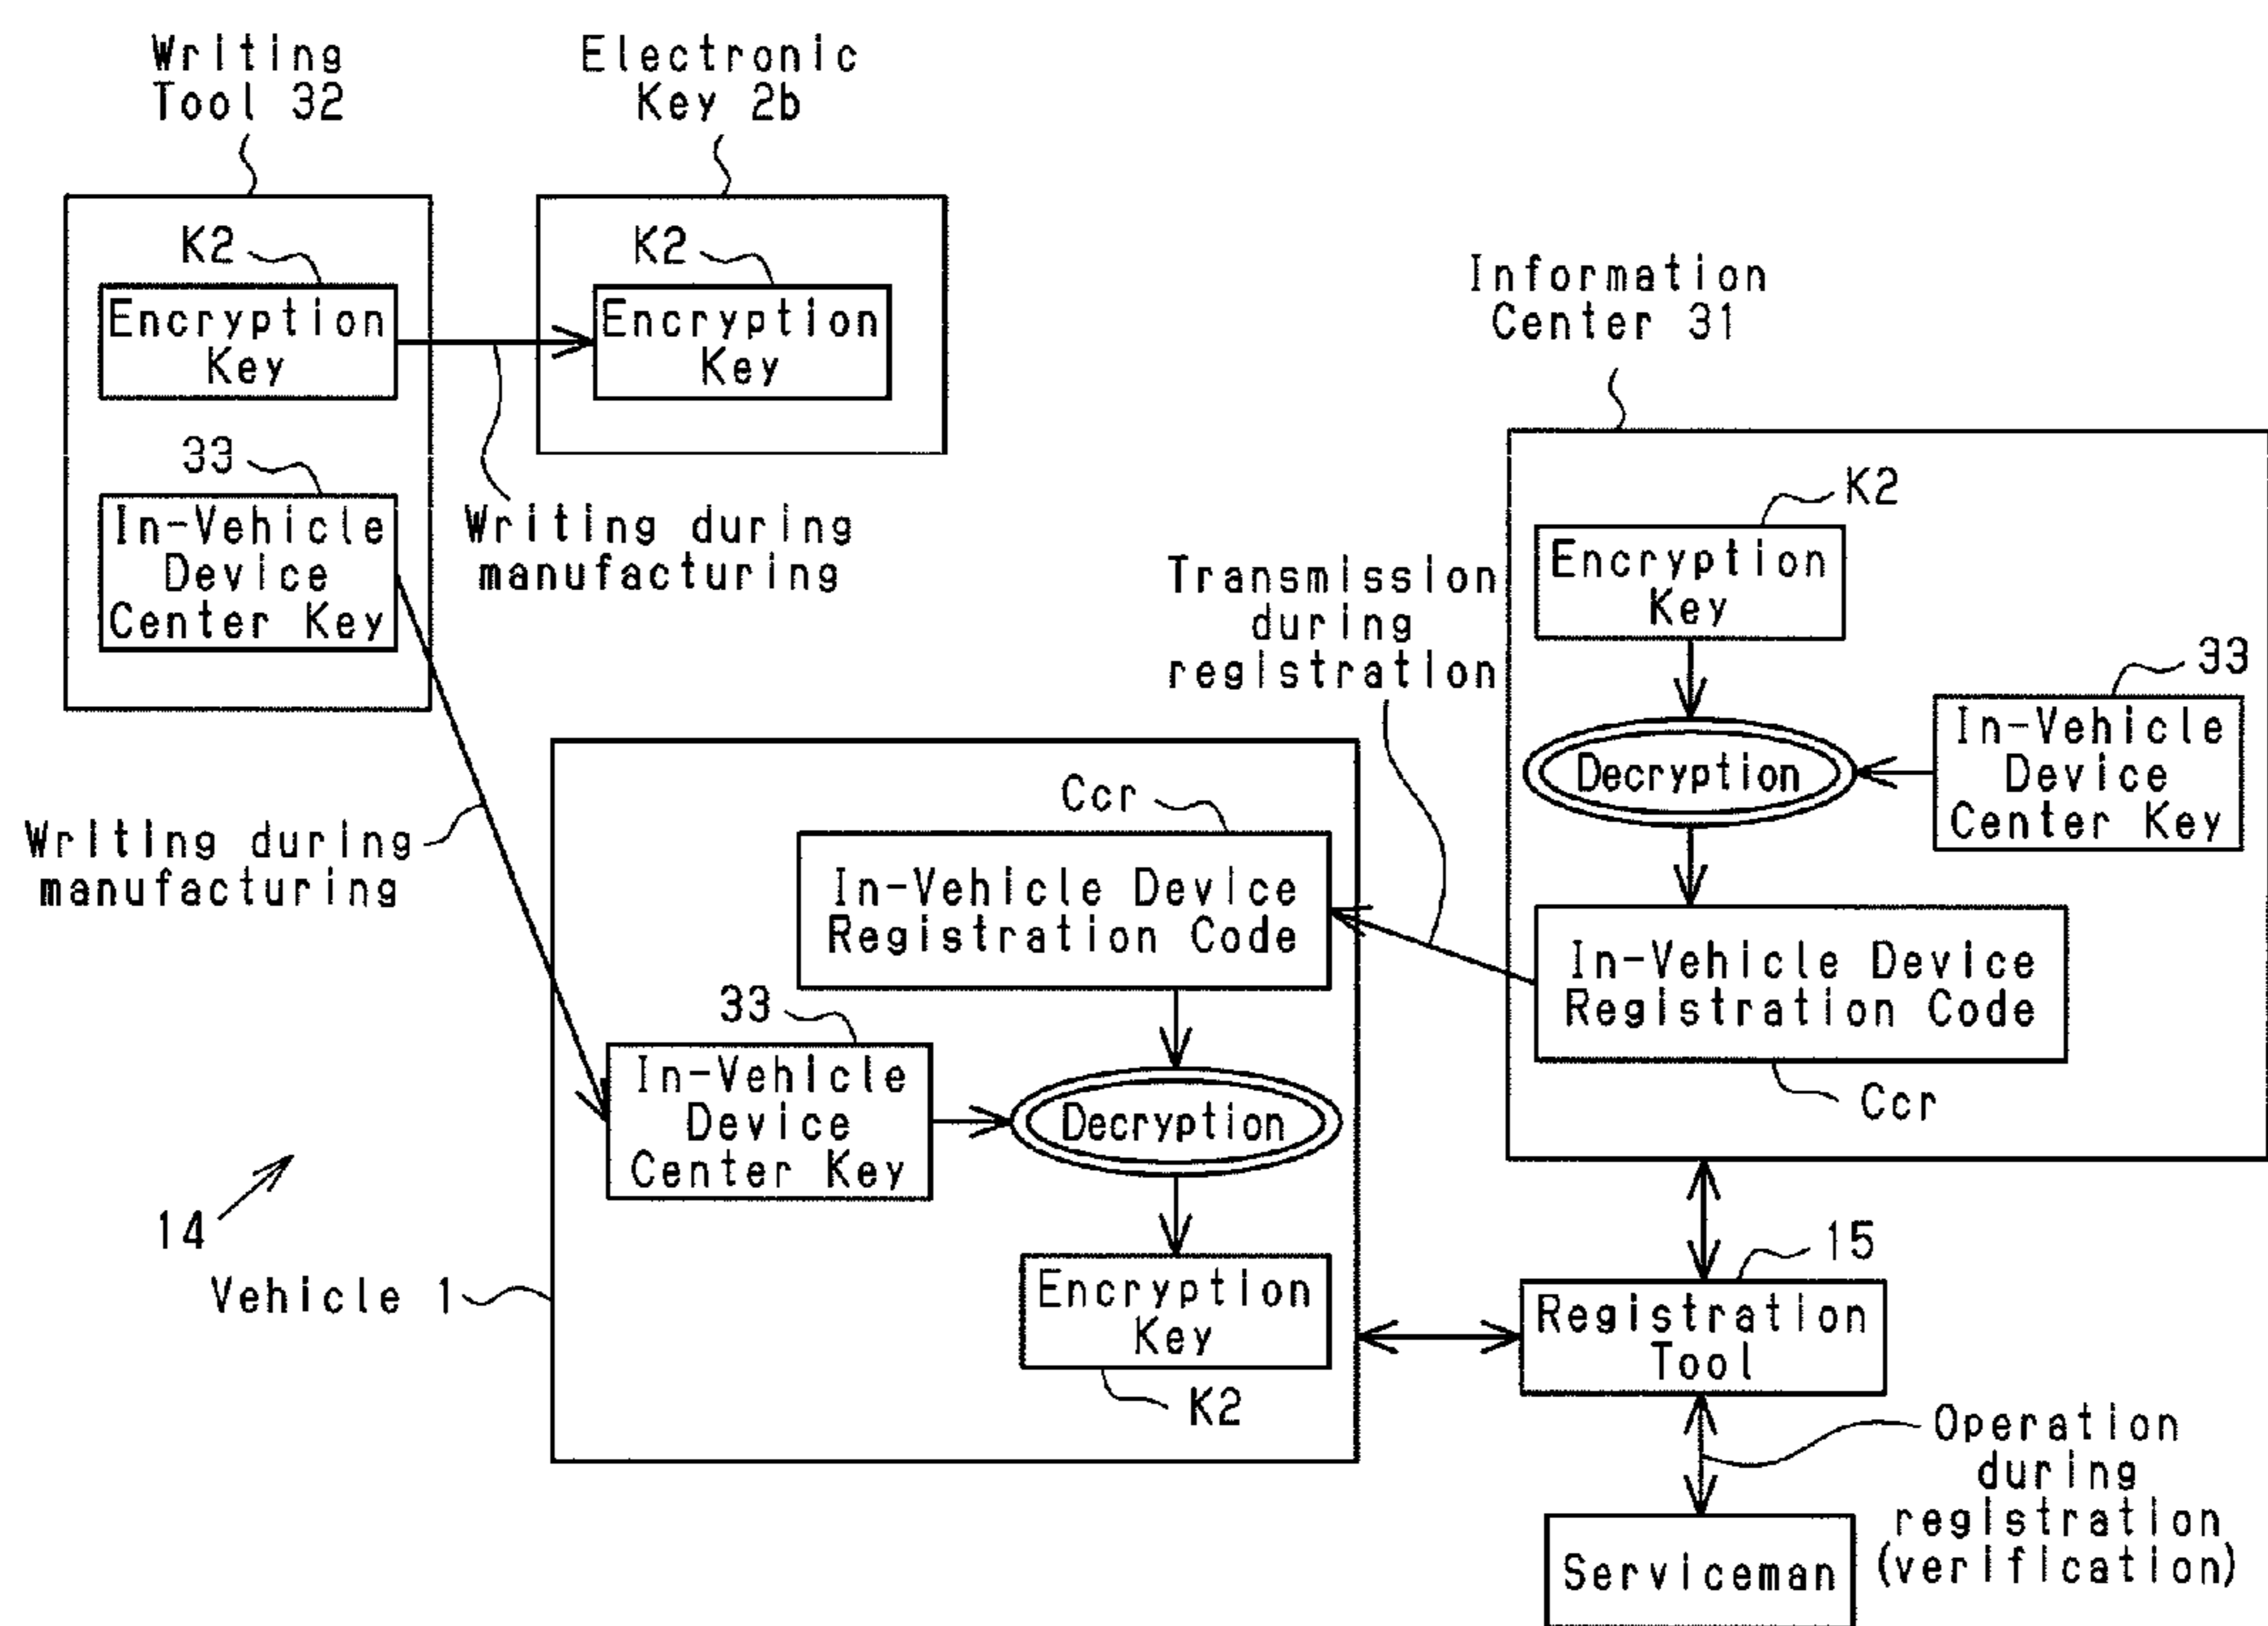 Writing
Tool 32
Electronic
Key 2b
K2
Encryption
Key
K2
Encryption
Key
33
In-Vehicle
Device
Center Key
Writing during
manufacturing
Information
Center 31
K2
Encryption
Key
Transmission
during
registration
33
In-Vehicle
Device
Center Key
Decryption
In-Vehicle Device
Registration Code
Ccr
Writing during
manufacturing
Ccr
In-Vehicle Device
Registration Code
33
In-Vehicle
Device
Center Key
Decryption
Encryption
Key
K2
14
Vehicle 1
15
Registration
Tool
Operation
during
registration
(verification)
Serviceman